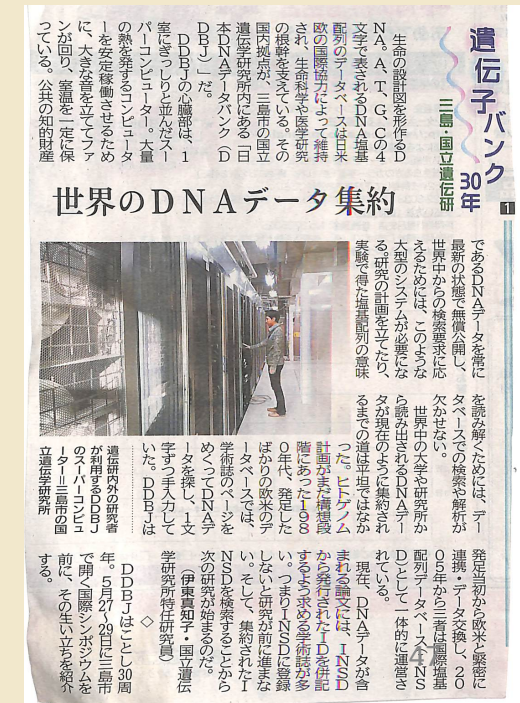 遺伝子バンク30年
三島・国立遺伝研
1
世界のDNAデータ集約
生命の設計図を形作るD
NA。A、T、G、Cの4
文字で表されるDNA塩基
配列のデータベースは日米
欧の国際協力によって維持
され、生命科学や医学研究
の根幹を支えている。その
国内拠点が、三島市の国立
遺伝学研究所内にある「日
本DNAデータバンク(D
DBJ)」だ。
DDBJの心臓部は、1
室にぎっしりと並んだスー
パーコンピューター。大量
の熱を発するコンピュータ
ーを安定稼働させるため
に、大きな音を立ててファ
ンが回り、室温を一定に保
っている。公共の知的財産
であるDNAデータを常に
最新の状態で無償公開し、
世界中からの検索要求に応
えるためには、このような
大型のシステムが必要にな
る。研究の計画を立てたり、
実験で得た塩基配列の意味
を読み解くためには、デー
タベースでの検索や解析が
欠かせない。
世界中の大学や研究所か
ら読み出されるDNAデー
タが現在のように集約され
るまでの道は平坦ではなか
った。ヒトゲノム
計画がまだ構想段
階にあった198
0年代、発足した
ばかりの欧米のデ
ータベースでは、
学術誌のページを
めくってDNAデ
ータを探し、1文
字ずつ手入力して
いた。DDBJは
遺伝研内外の研究者
が利用するDDBJ
のスーパーコンピュ
ーター=三島市の国
立遺伝学研究所
発足当初から欧米と緊密に
連携・データ交換し、20
05年から三者は国際塩基
配列データベース(INS
D)として一体的に運営さ
れている。
現在、DNAデータが含
まれる論文には、INSD
から発行されたIDを併記
するよう求める学術誌が多
い。つまりINSDに登録
しないと研究が前に進まな
い。そして、集約されたI
NSDを検索することから
次の研究が始まるのだ。
(伊東真知子・国立遺伝
学研究所特任研究員)
◇
DDBJはことし30周
年。5月27~29日に三島市
で開く国際シンポジウムを
前に、その生い立ちを紹介
する。
47